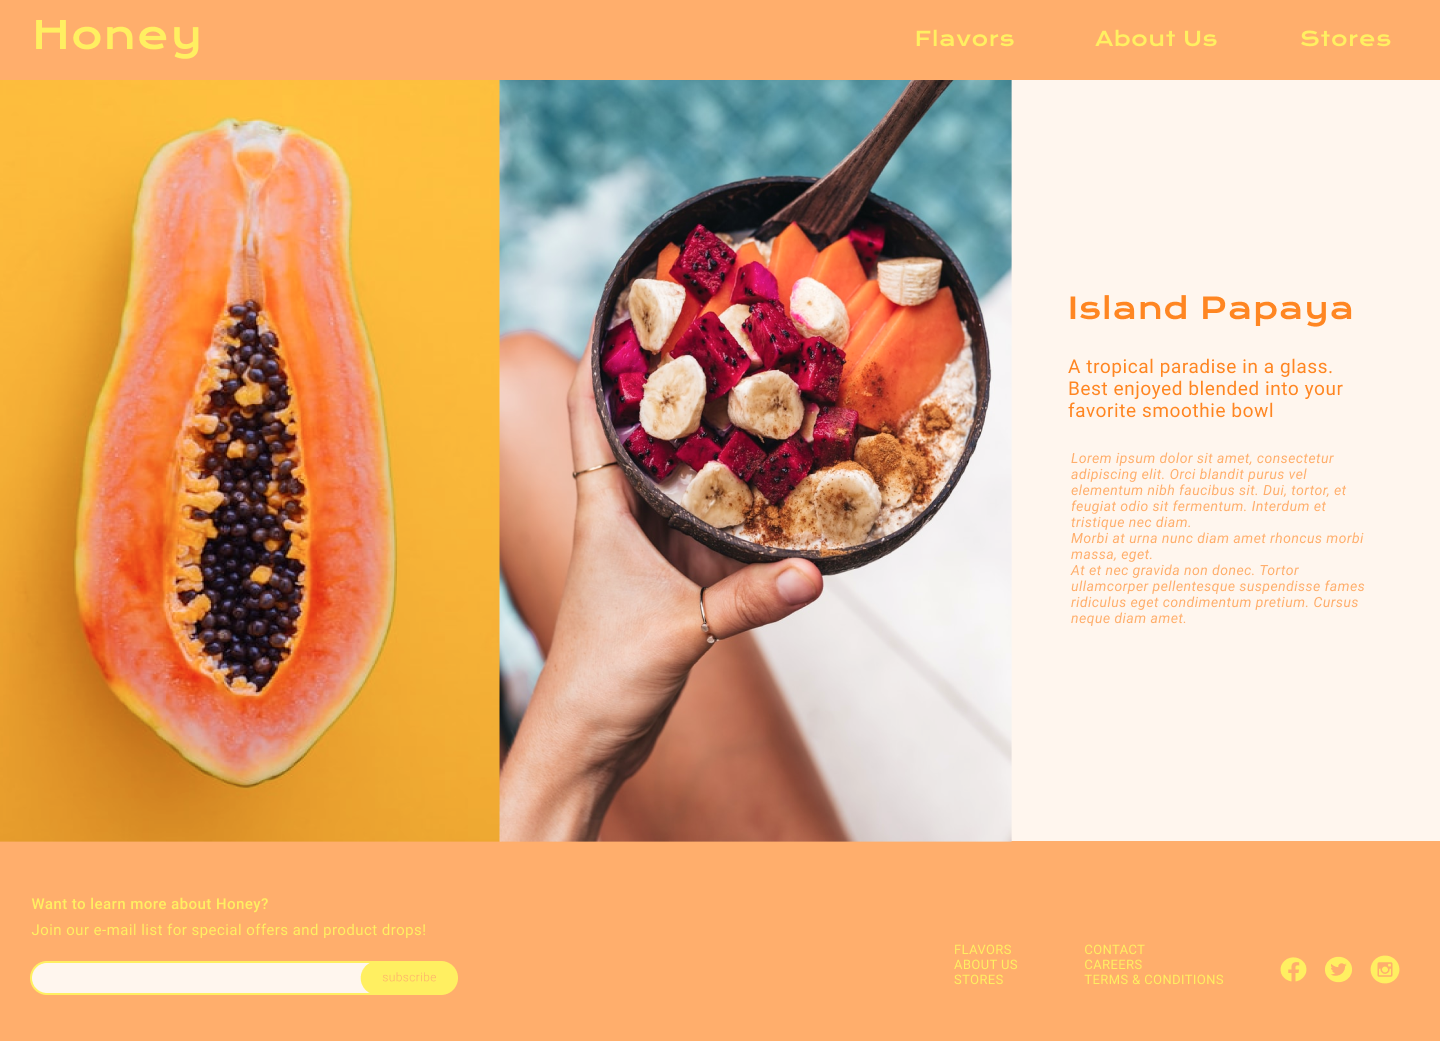 Honey
Flavors
About Us
Stores
Island Papaya
A tropical paradise in a glass.
Best enjoyed blended into your
favorite smoothie bowl
Lorem ipsum dolor sit amet, consectetur
adipiscing elit. Orci blandit purus vel
elementum nibh faucibus sit. Dui, tortor, et
feugiat odio sit fermentum. Interdum et
tristique nec diam.
Morbi at urna nunc diam amet rhoncus morbi
massa, eget.
At et nec gravida non donec. Tortor
ullamcorper pellentesque suspendisse fames
ridiculus eget condimentum pretium. Cursus
neque diam amet.
Want to learn more about Honey?
Join our e-mail list for special offers and product drops!
subscribe
FLAVORS
ABOUT US
STORES
CONTACT
CAREERS
TERMS & CONDITIONS